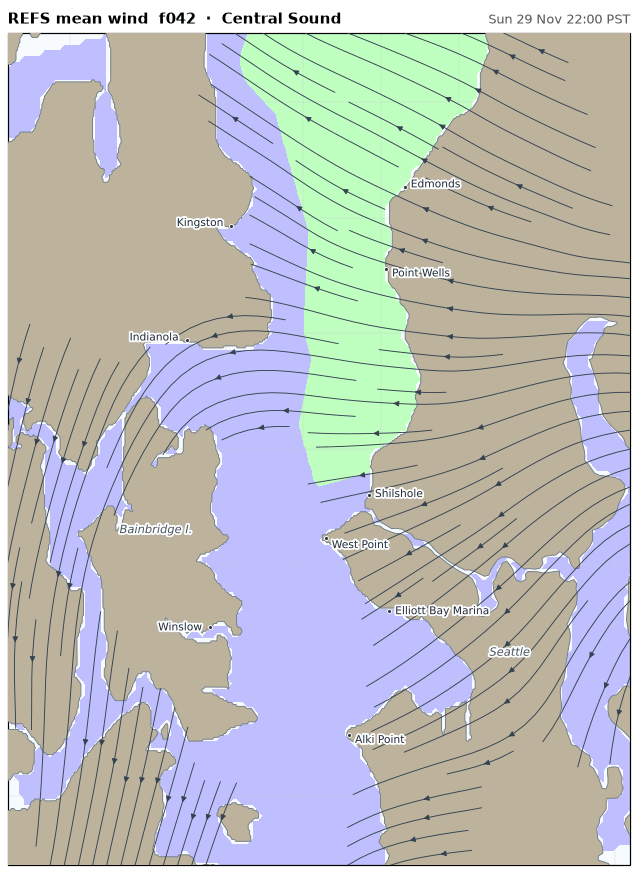 REFS mean wind f042 · Central Sound
Sun 29 Nov 22:00 PST
Edmonds
Kingston
Point Wells
Indianola
Shilshole
Bainbridge I.
West Point
Elliott Bay Marina
Winslow
Seattle
Alki Point